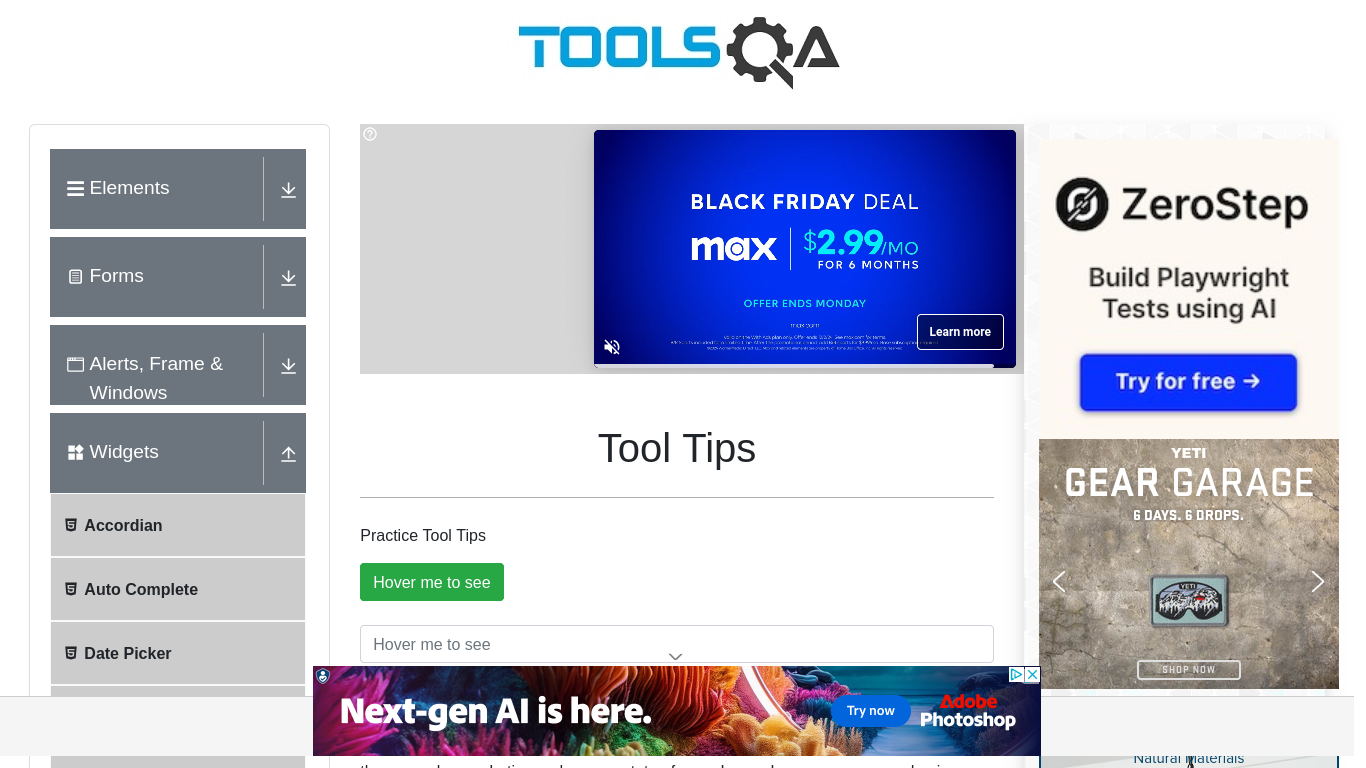 TOOLSQA
Elements
Forms
Alerts, Frame &
Windows
Widgets
Accordian
Auto Complete
Date Picker
BLACK FRIDAY DEAL
max
$2.99/MO
FOR 6 MONTHS
OFFER ENDS MONDAY
max.com
Learn more
Tool Tips
Practice Tool Tips
Hover me to see
Hover me to see
ZeroStep
Build Playwright
Tests using AI
Try for free →
YETI
GEAR GARAGE
6 DAYS. 6 DROPS.
YETI
SHOP NOW
Next-gen AI is here.
Try now
Adobe
Photoshop
Natural Materials